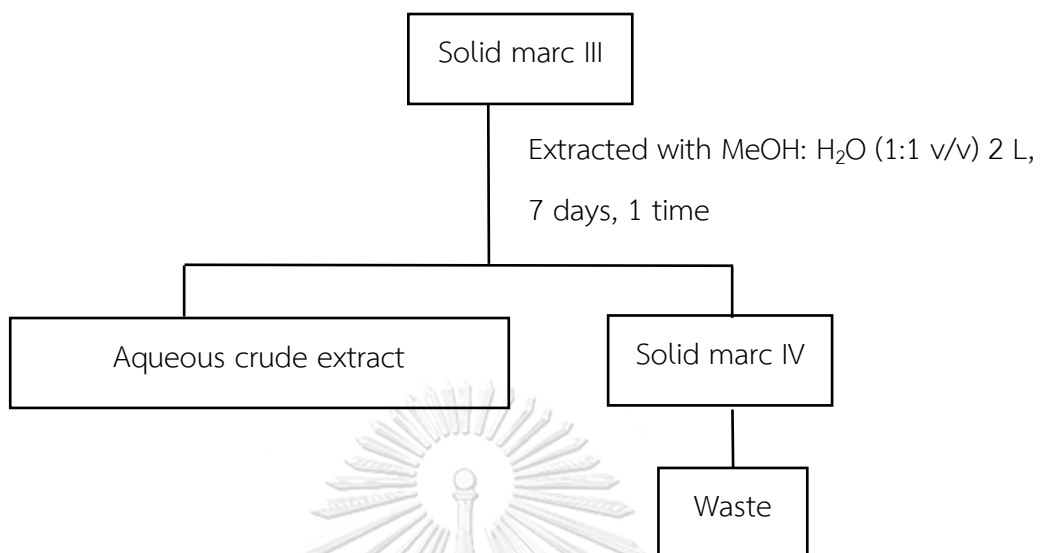 Solid marc III
Extracted with MeOH: H₂O (1:1 v/v) 2 L,
7 days, 1 time
Aqueous crude extract
Solid marc IV
Waste